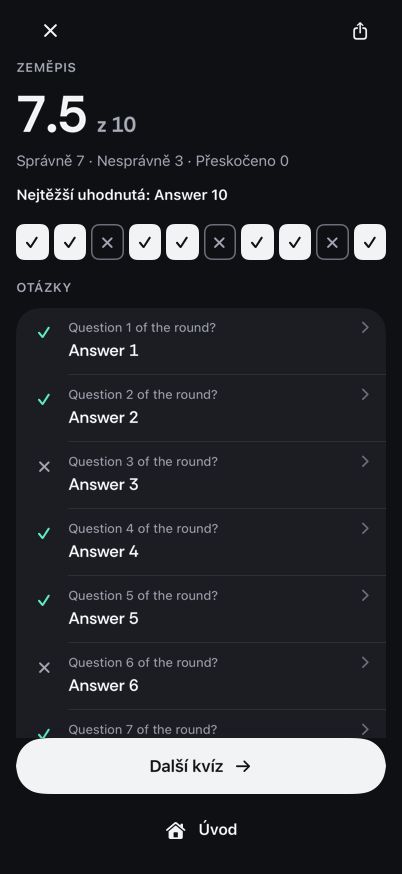 ZEMĚPIS
7.5 z 10
Správně 7 · Nesprávně 3 · Přeskočeno 0
Nejtěžší uhodnutá: Answer 10
OTÁZKY
Question 1 of the round?
Answer 1
Question 2 of the round?
Answer 2
Question 3 of the round?
Answer 3
Question 4 of the round?
Answer 4
Question 5 of the round?
Answer 5
Question 6 of the round?
Answer 6
Question 7 of the round?
Další kvíz
Úvod